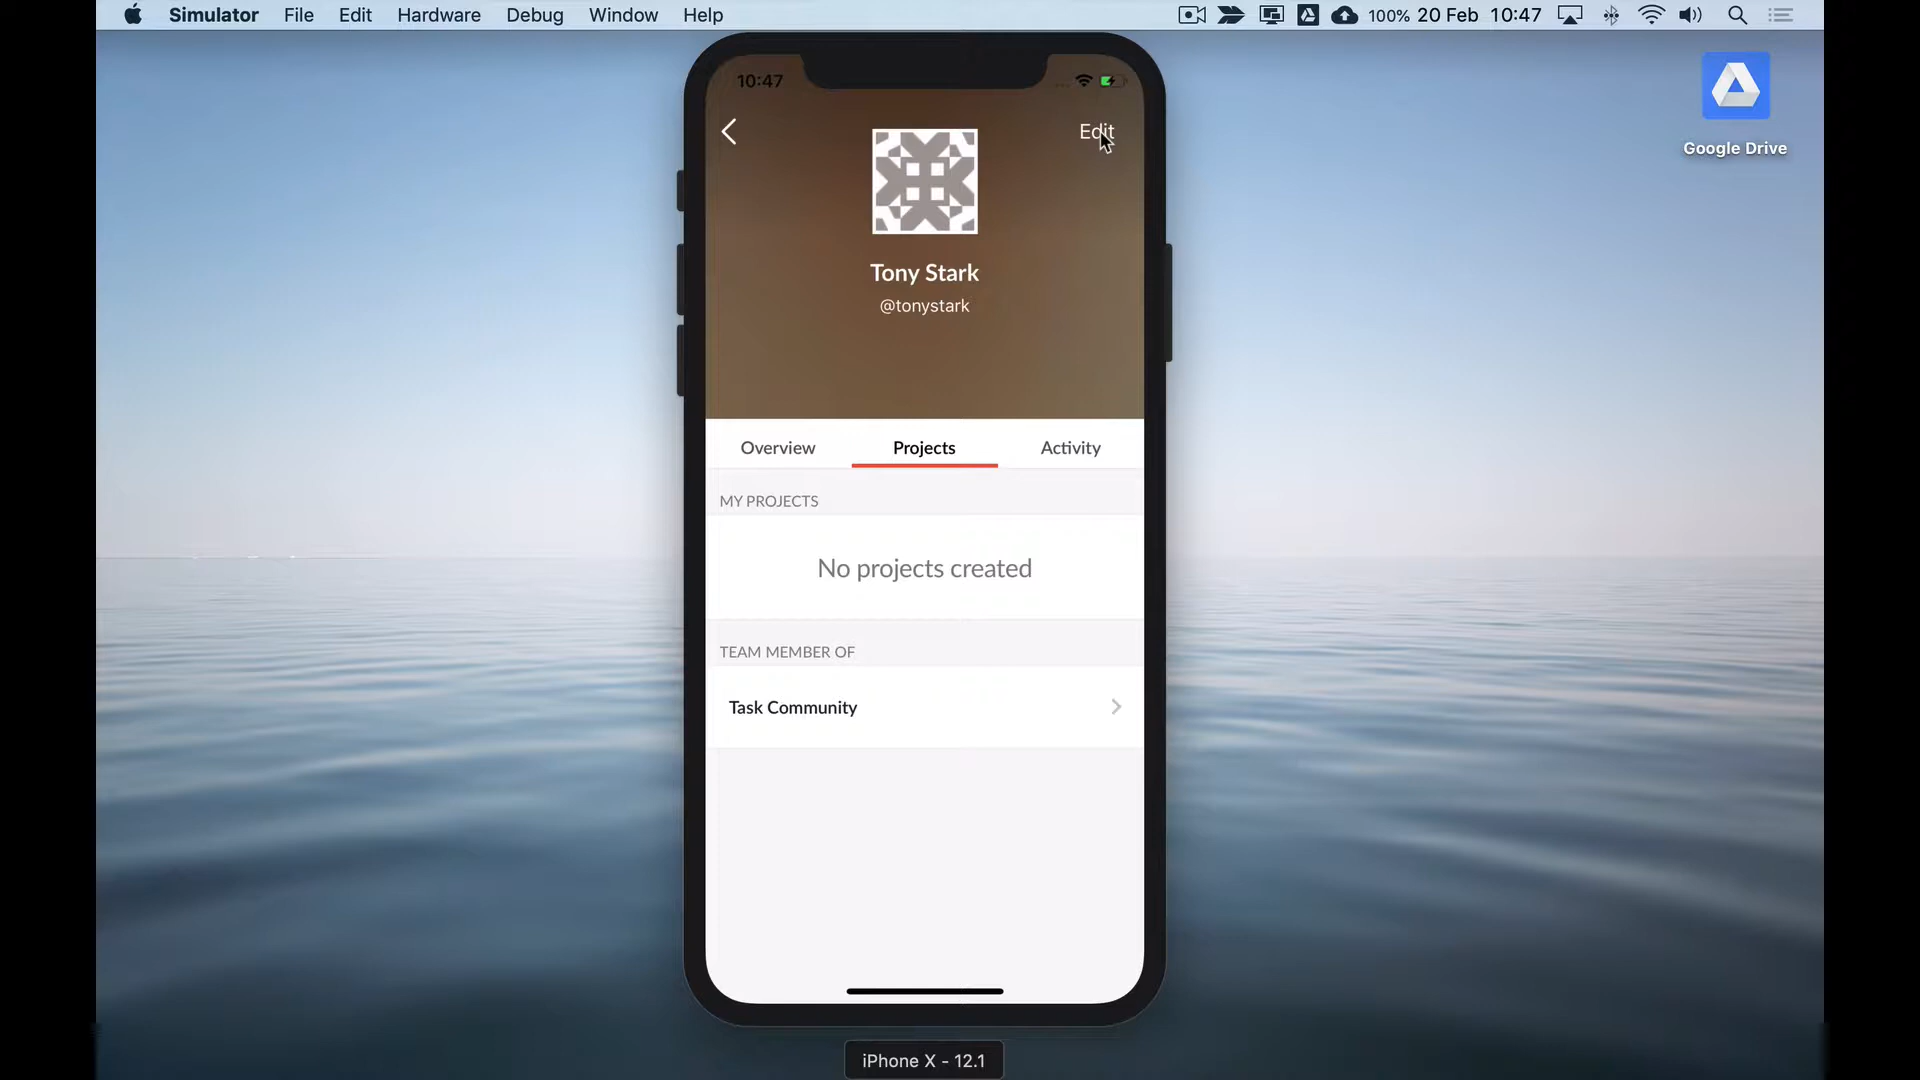 Simulator File Edit Hardware Debug Window Help 100% 20 Feb 10:47
Google Drive
10:47
Edit
Tony Stark
@tonystark
Overview Projects Activity
MY PROJECTS
No projects created
TEAM MEMBER OF
Task Community
iPhone X - 12.1